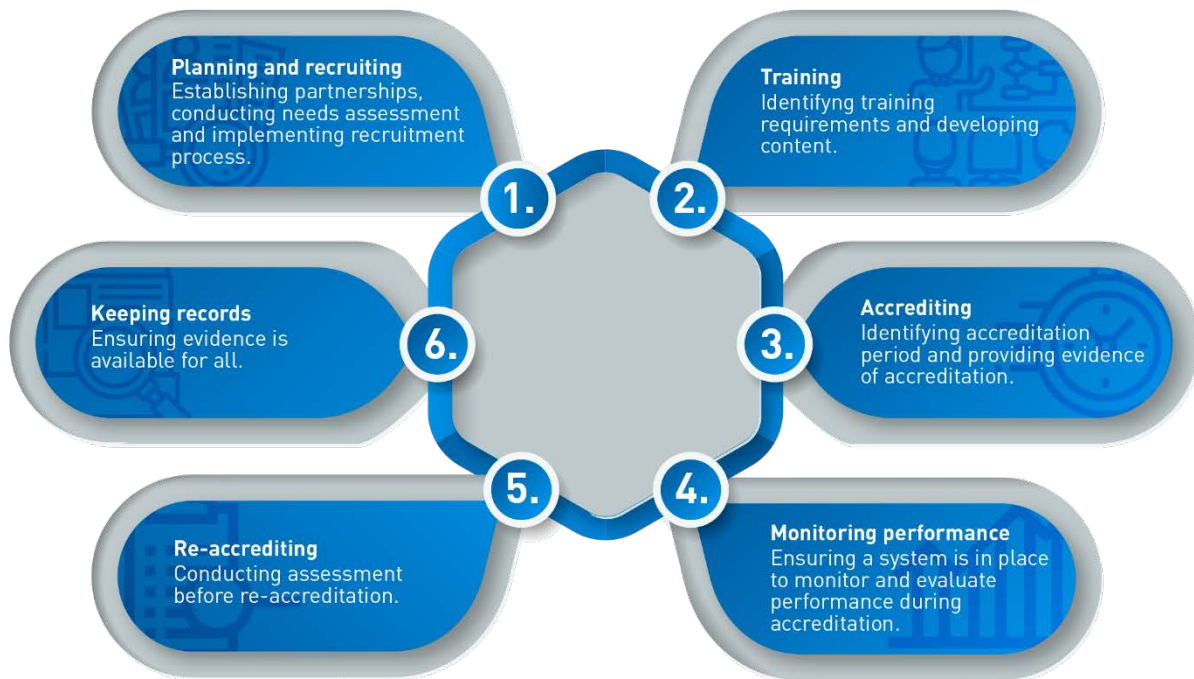 1.
Planning and recruiting
Establishing partnerships,
conducting needs assessment
and implementing recruitment
process.
2.
Training
Identifyng training
requirements and developing
content.
3.
Accrediting
Identifying accreditation
period and providing evidence
of accreditation.
4.
Monitoring performance
Ensuring a system is in place
to monitor and evaluate
performance during
accreditation.
5.
Re-accrediting
Conducting assessment
before re-accreditation.
6.
Keeping records
Ensuring evidence is
available for all.